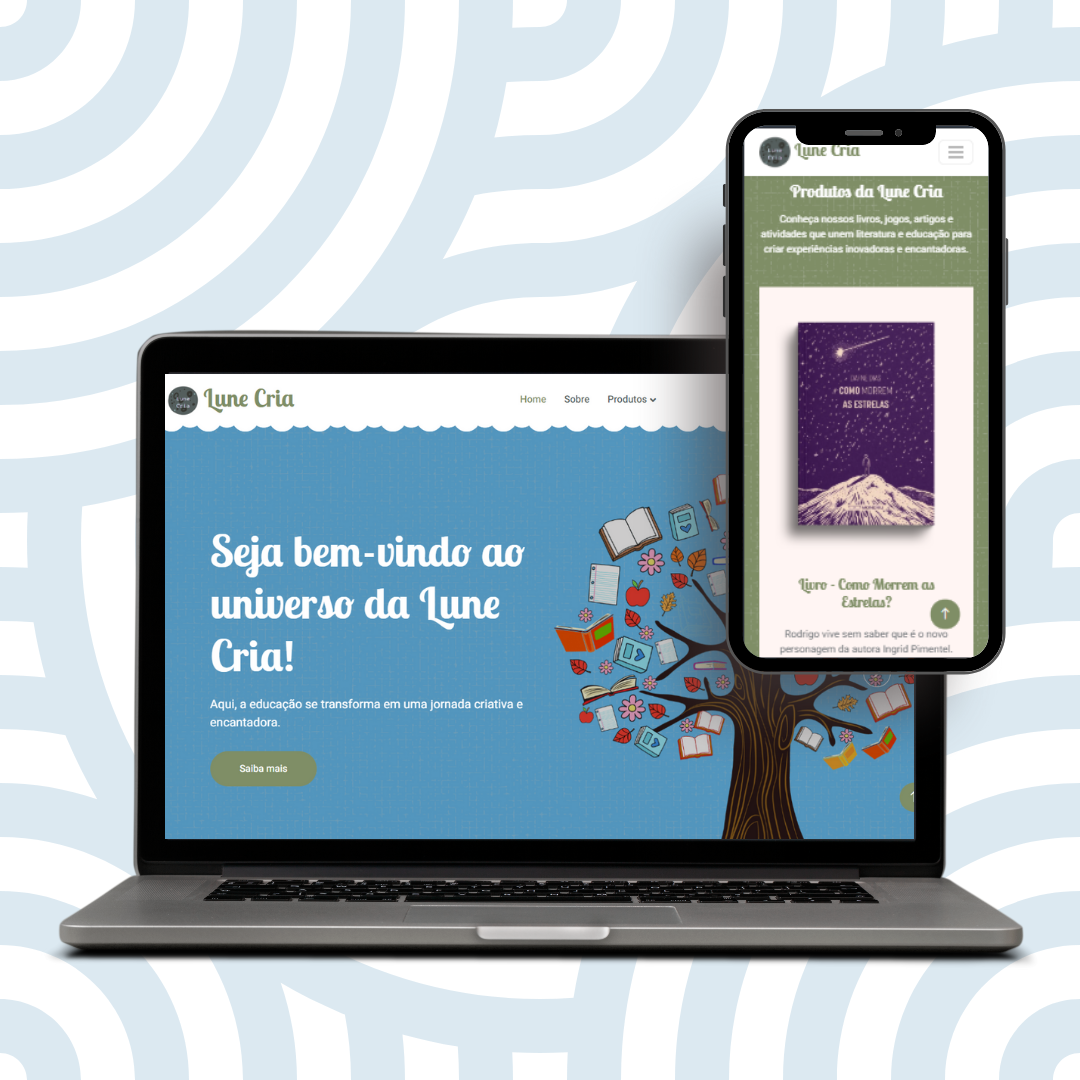 Lune Cria
Lune Cria
Home Sobre Produtos
Seja bem-vindo ao
universo da Lune
Cria!
Aqui, a educação se transforma em uma jornada criativa e
encantadora.
Saiba mais
Lune Cria
Lune Cria
Produtos da Lune Cria
Conheça nossos livros, jogos, artigos e
atividades que unem literatura e educação para
criar experiências inovadoras e encantadoras.
COMO MORREM
AS ESTRELAS
Livro - Como Morrem as
Estrelas?
Rodrigo vive sem saber que é o novo
personagem da autora Ingrid Pimentel.